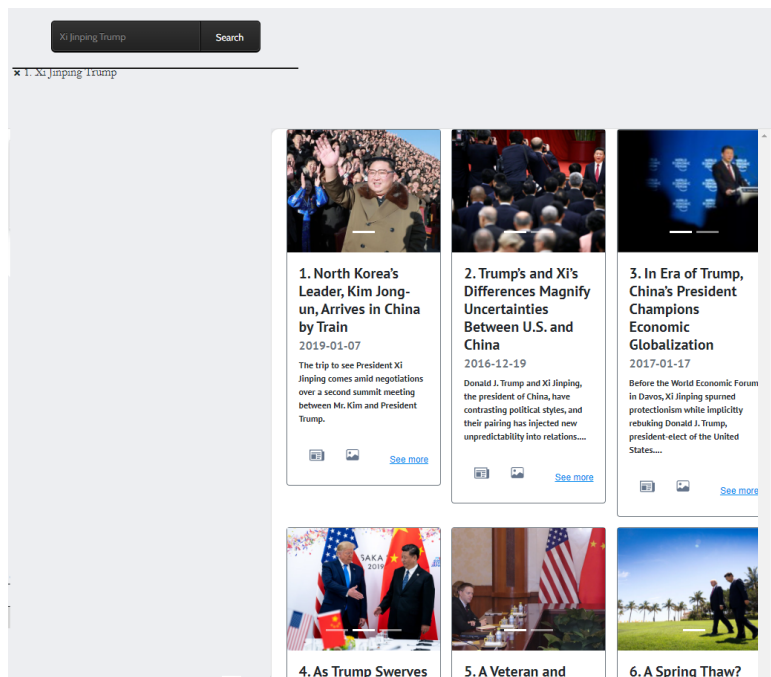 Xi Jinping Trump
Search
× 1. Xi Jinping Trump
1. North Korea's
Leader, Kim Jong-
un, Arrives in China
by Train
2019-01-07
The trip to see President Xi
Jinping comes amid negotiations
over a second summit meeting
between Mr. Kim and President
Trump.
See more
2. Trump's and Xi's
Differences Magnify
Uncertainties
Between U.S. and
China
2016-12-19
Donald J. Trump and Xi Jinping,
the president of China, have
contrasting political styles, and
their pairing has injected new
unpredictability into relations....
See more
WORLD
ECONOMIC
FORUM
3. In Era of Trump,
China's President
Champions
Economic
Globalization
2017-01-17
Before the World Economic Forum
in Davos, Xi Jinping spurned
protectionism while implicitly
rebuking Donald J. Trump,
president-elect of the United
States....
See more
SAKA
2019
4. As Trump Swerves
5. A Veteran and
6. A Spring Thaw?